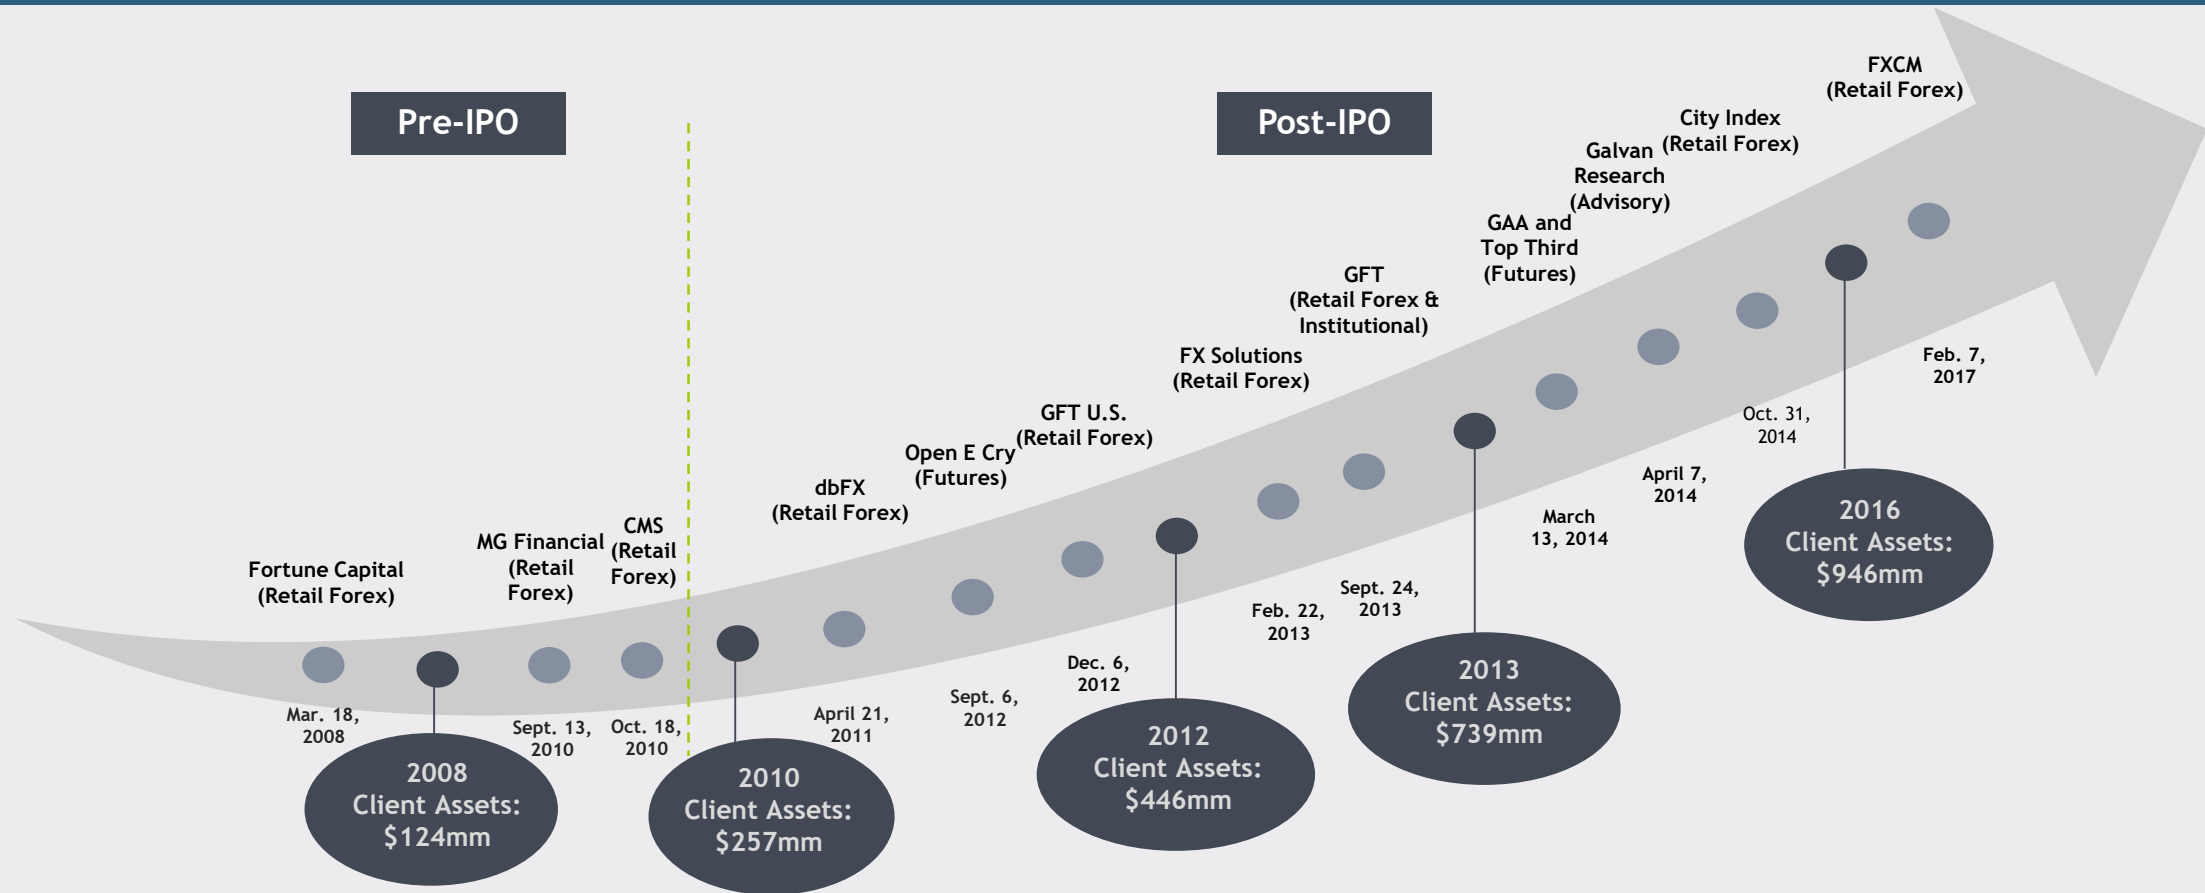 Pre-IPO
Post-IPO
Fortune Capital
(Retail Forex)
MG Financial
(Retail
Forex)
CMS
(Retail
Forex)
dbFX
(Retail Forex)
Open E Cry
(Futures)
GFT U.S.
(Retail Forex)
FX Solutions
(Retail Forex)
GFT
(Retail Forex &
Institutional)
GAA and
Top Third
(Futures)
Galvan
Research
(Advisory)
City Index
(Retail Forex)
FXCM
(Retail Forex)
Mar. 18,
2008
Sept. 13,
2010
Oct. 18,
2010
April 21,
2011
Sept. 6,
2012
Dec. 6,
2012
Feb. 22,
2013
Sept. 24,
2013
March
13, 2014
April 7,
2014
Oct. 31,
2014
Feb. 7,
2017
2008
Client Assets:
$124mm
2010
Client Assets:
$257mm
2012
Client Assets:
$446mm
2013
Client Assets:
$739mm
2016
Client Assets:
$946mm